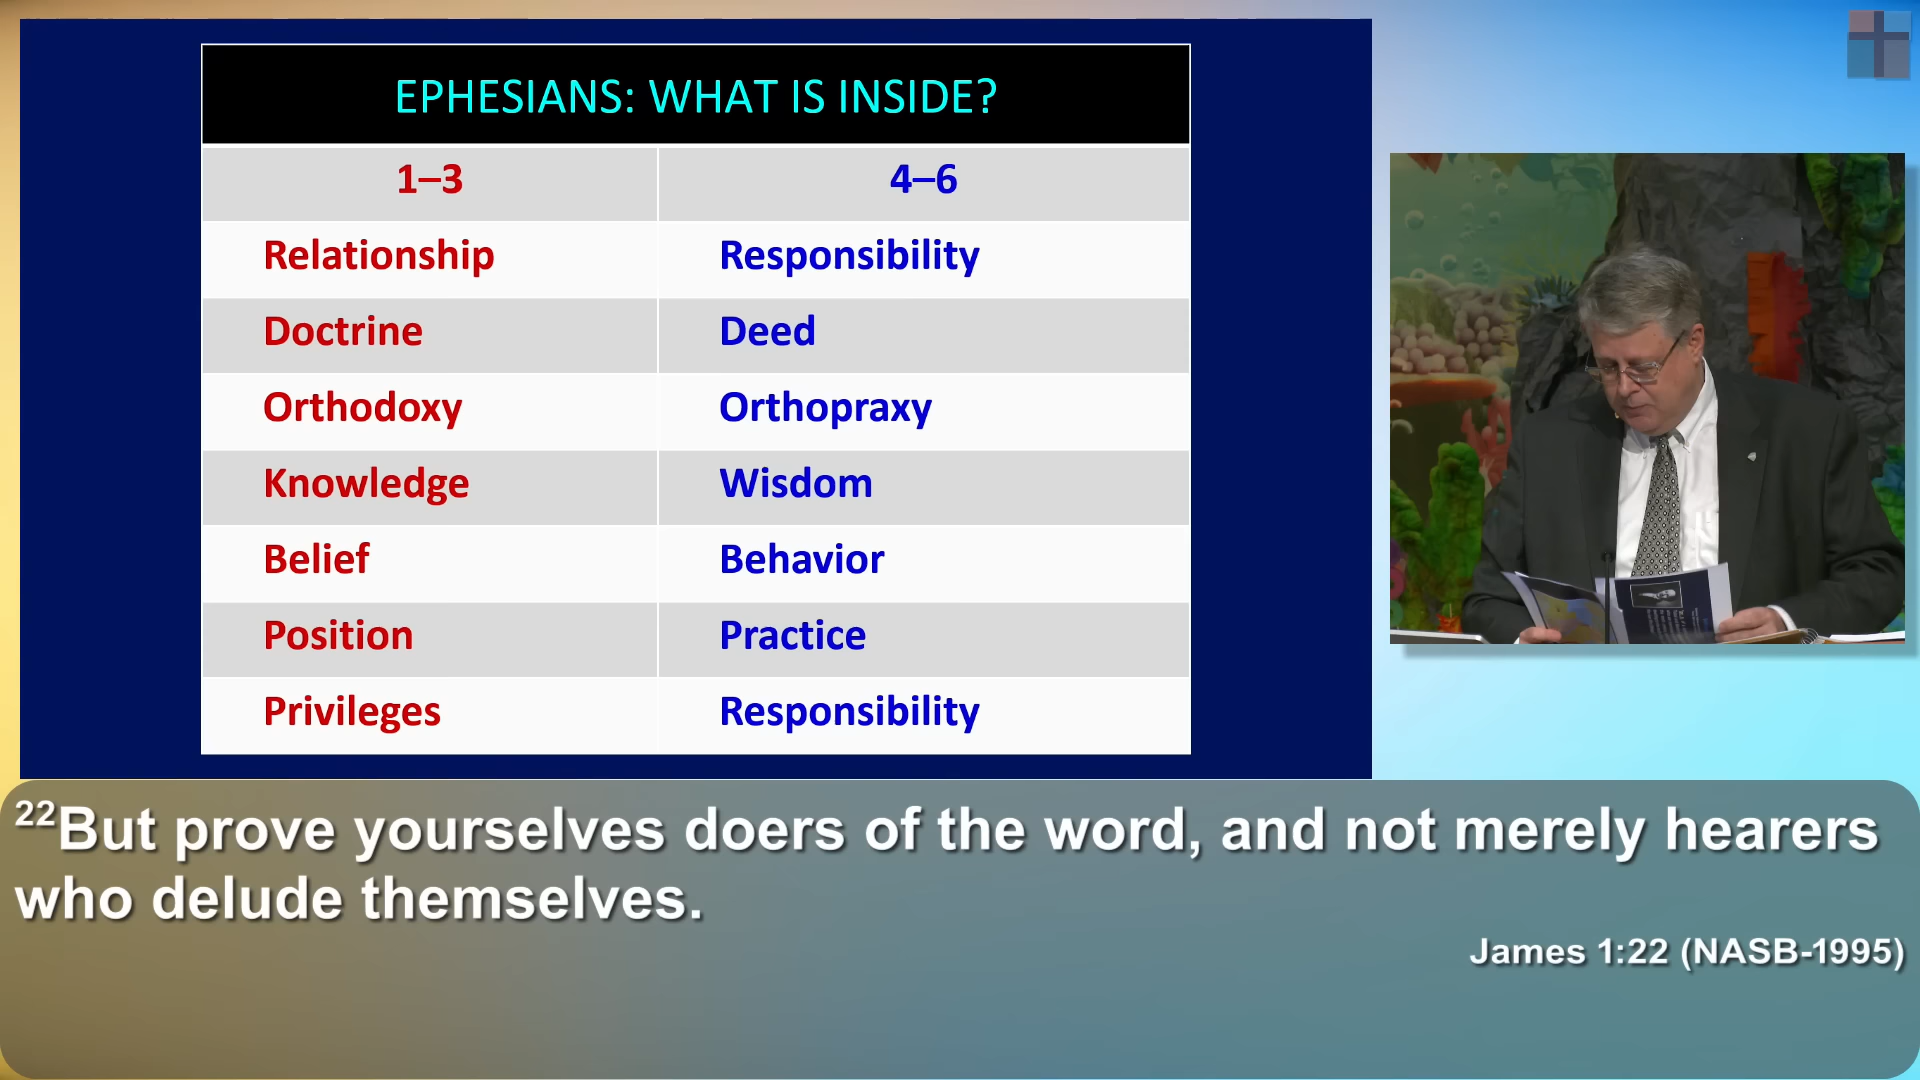 EPHESIANS: WHAT IS INSIDE?
1–3 4–6
Relationship Responsibility
Doctrine Deed
Orthodoxy Orthopraxy
Knowledge Wisdom
Belief Behavior
Position Practice
Privileges Responsibility
22But prove yourselves doers of the word, and not merely hearers
who delude themselves.
James 1:22 (NASB-1995)